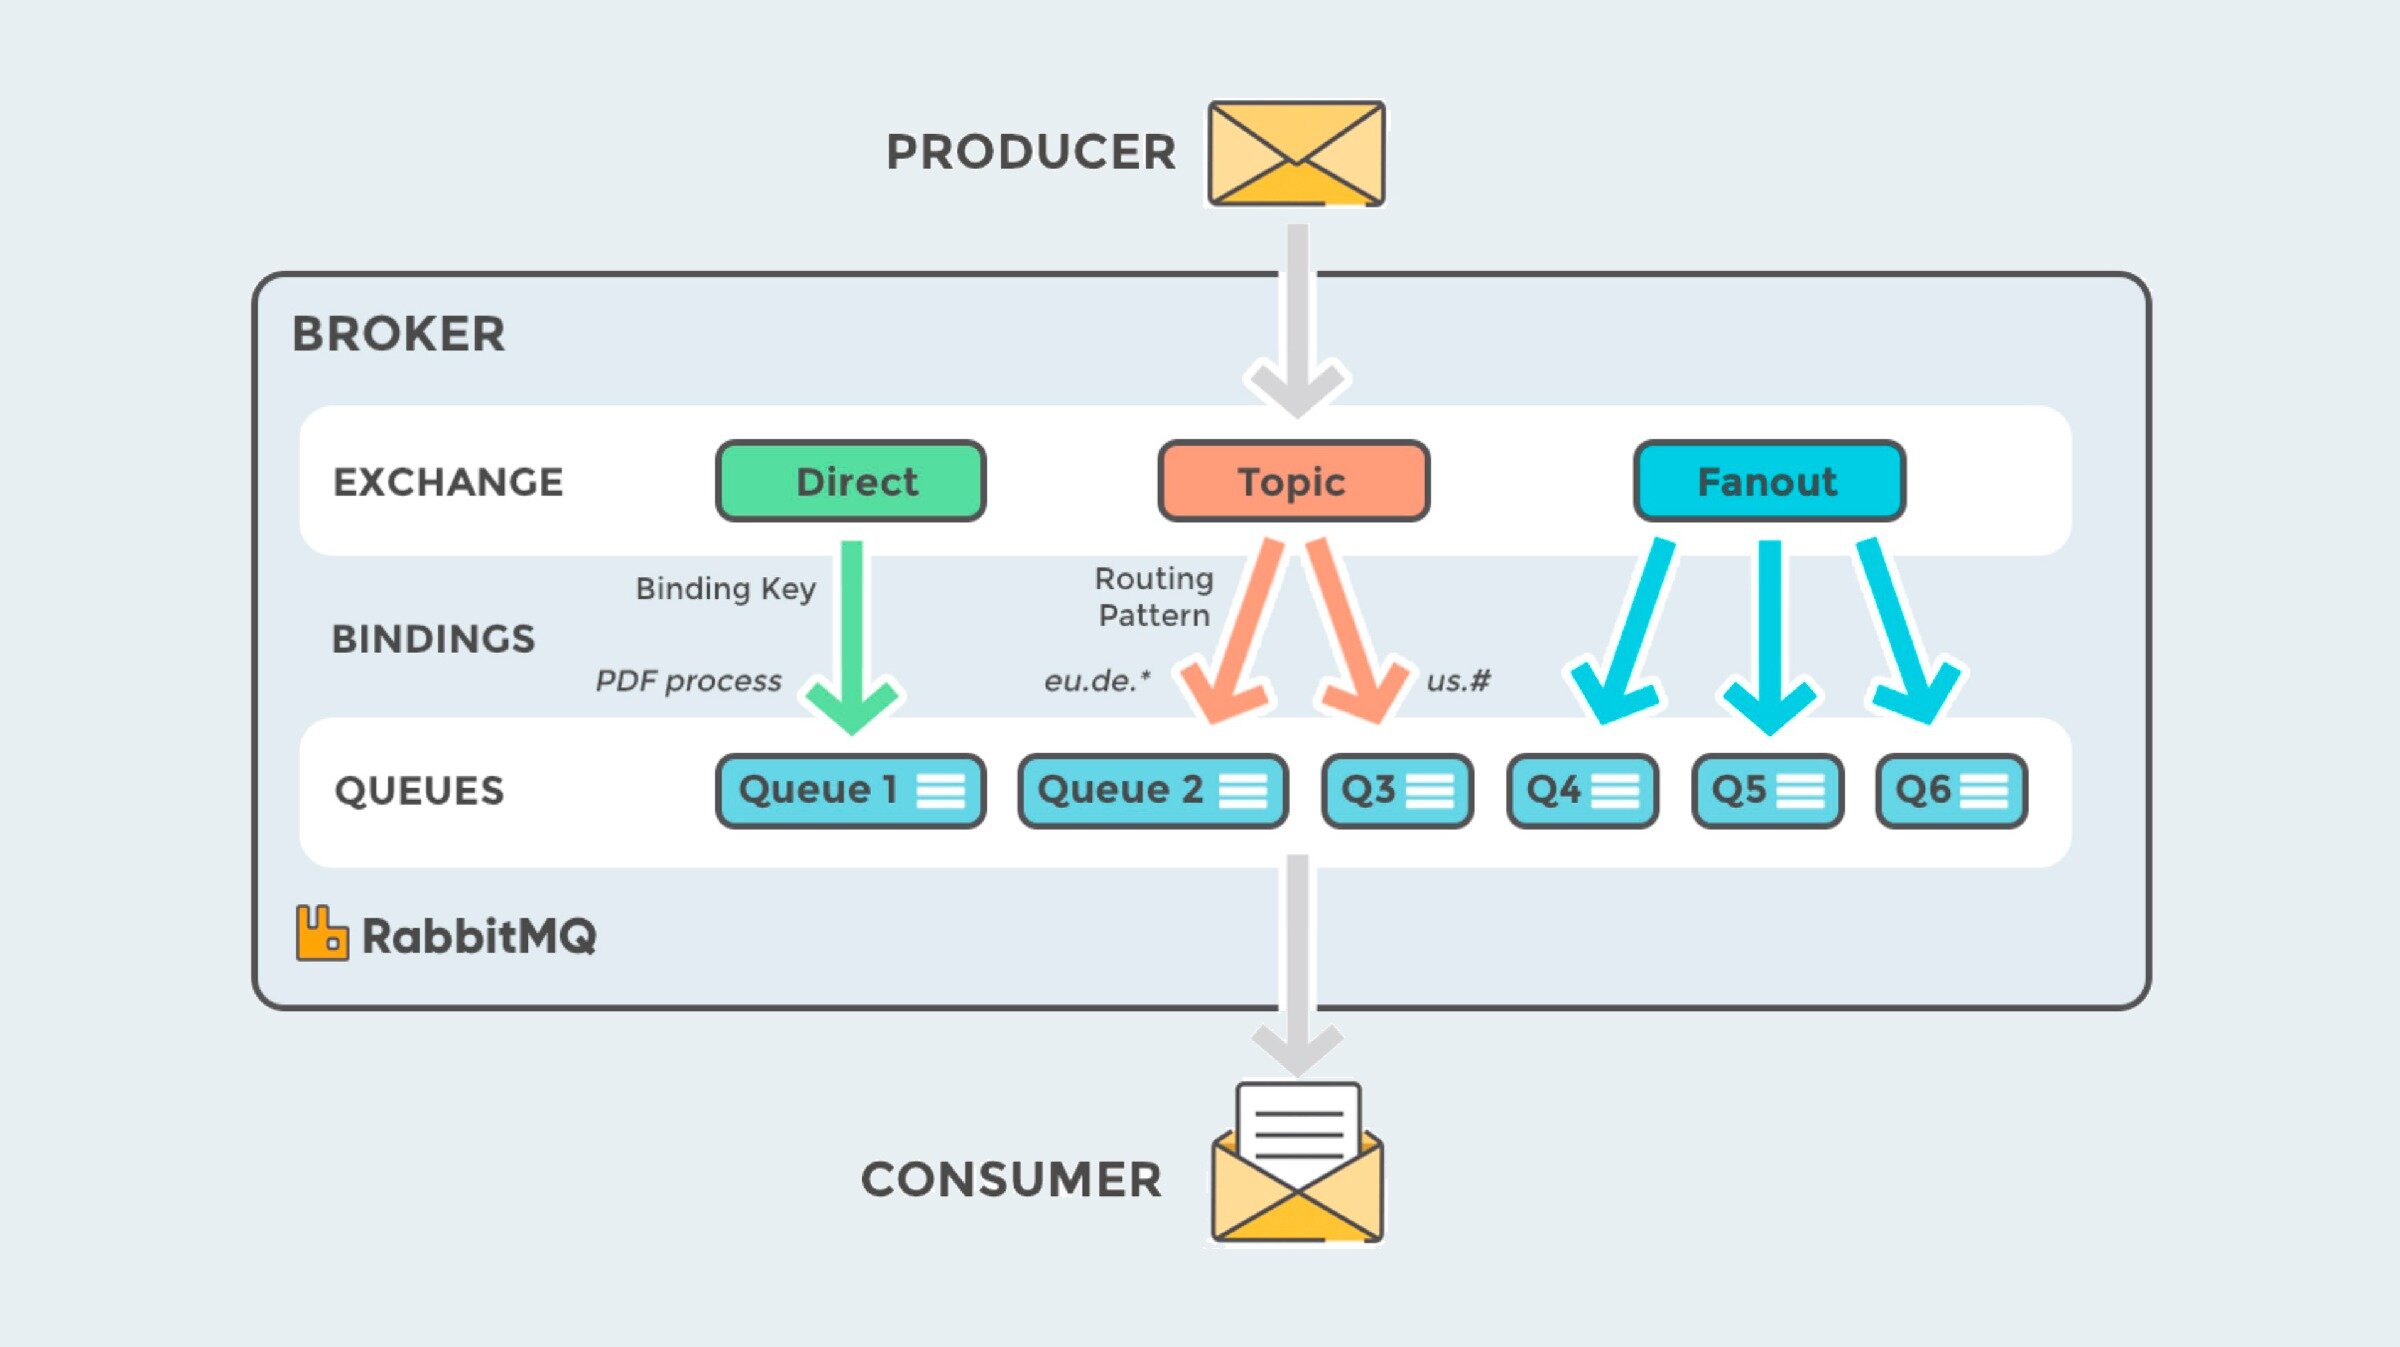 PRODUCER
BROKER
EXCHANGE
Direct
Topic
Fanout
BINDINGS
Binding Key
PDF process
Routing
Pattern
eu.de.*
us.#
QUEUES
Queue 1
Queue 2
Q3
Q4
Q5
Q6
RabbitMQ
CONSUMER